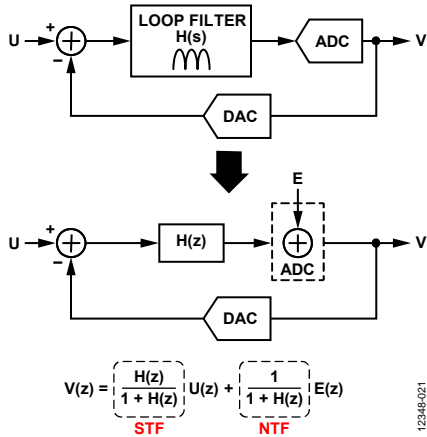 LOOP FILTER
H(s)
U + − ADC V
DAC
E
U + − H(z) V
ADC
DAC
V(z) = H(z) / 1 + H(z) U(z) + 1 / 1 + H(z) E(z)
STF NTF
12348-021